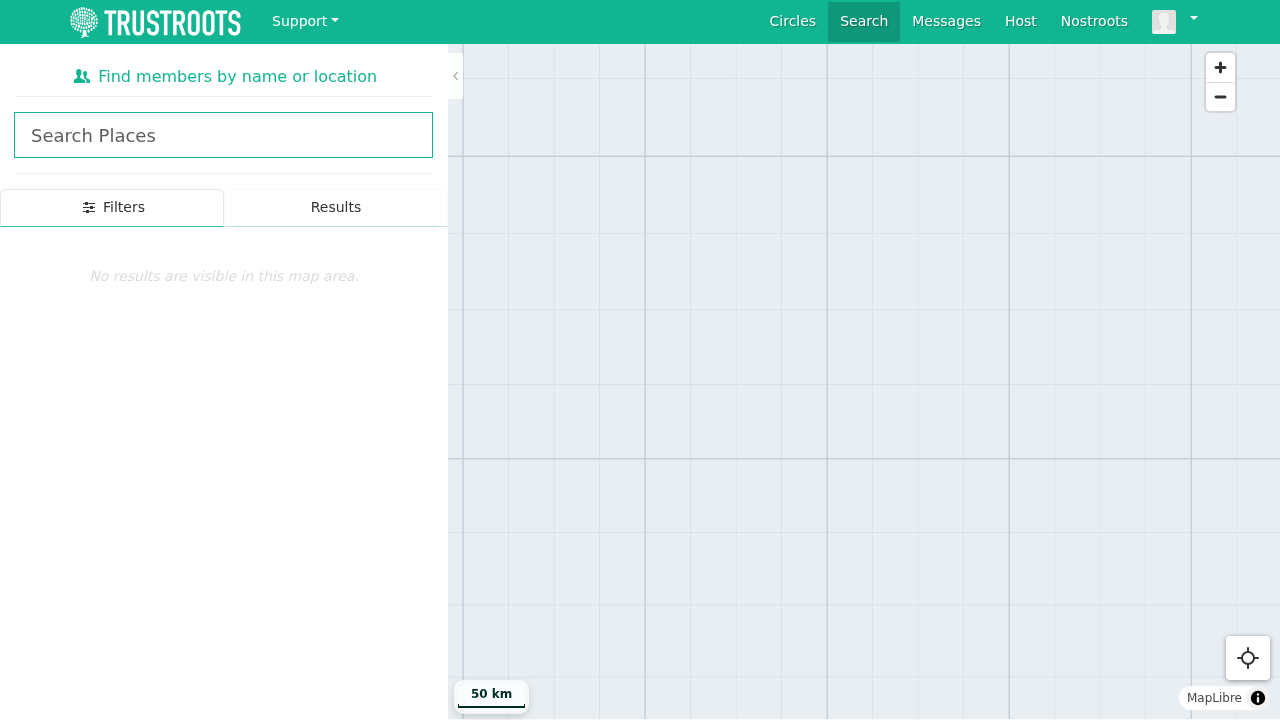 TRUSTROOTS
Support
Circles
Search
Messages
Host
Nostroots
Find members by name or location
Search Places
Filters
Results
No results are visible in this map area.
50 km
MapLibre